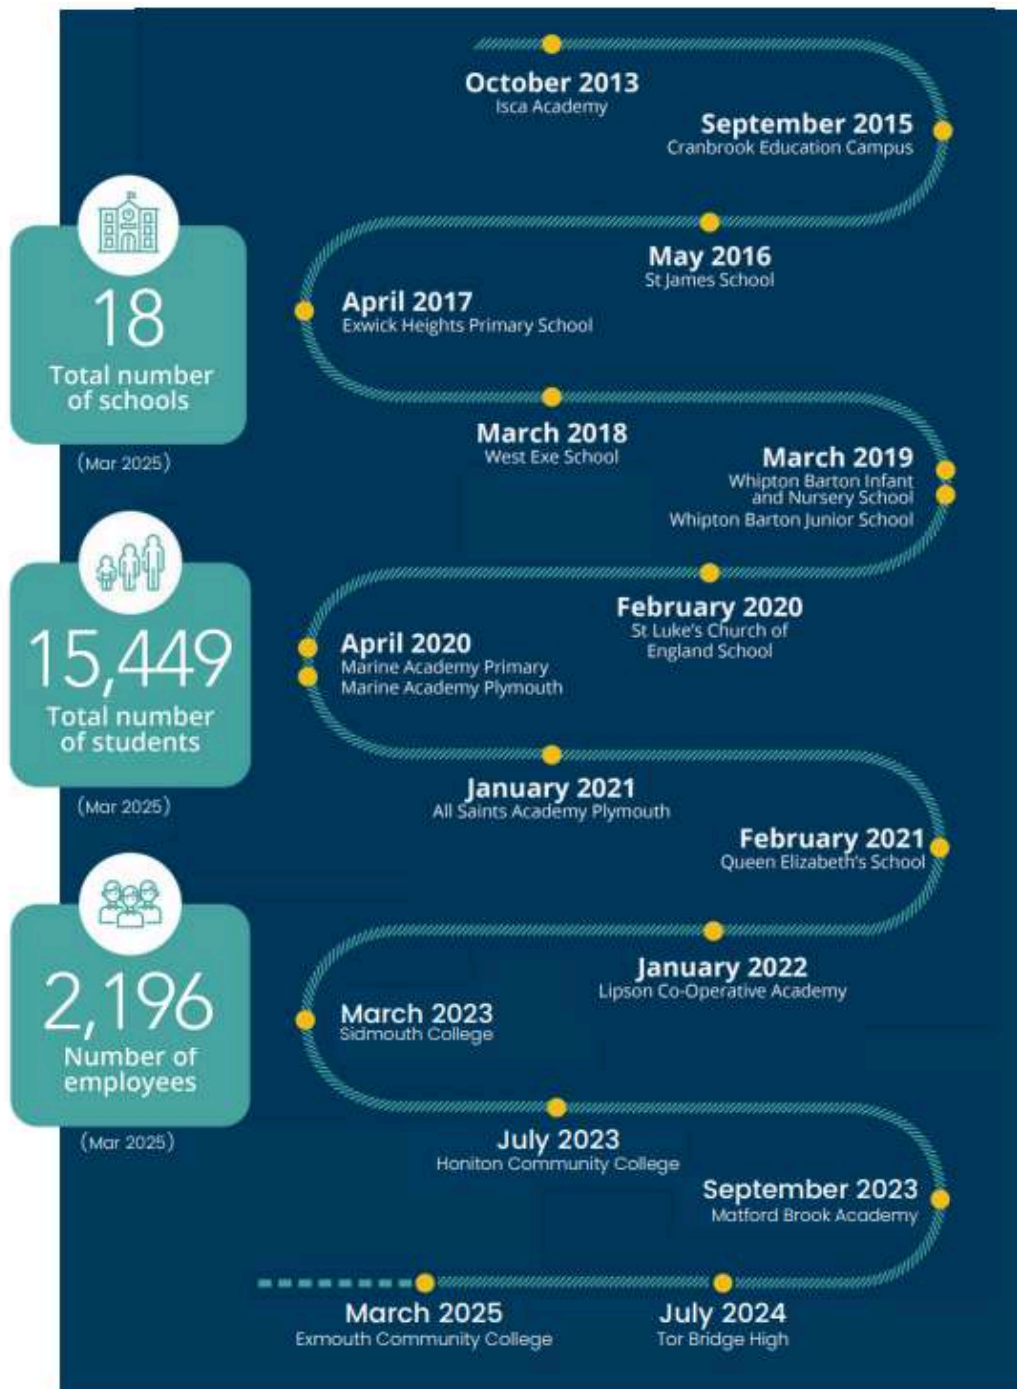 October 2013
Isca Academy
September 2015
Cranbrook Education Campus
May 2016
St James School
April 2017
Exwick Heights Primary School
March 2018
West Exe School
March 2019
Whipton Barton Infant
and Nursery School
Whipton Barton Junior School
February 2020
St Luke's Church of
England School
April 2020
Marine Academy Primary
Marine Academy Plymouth
January 2021
All Saints Academy Plymouth
February 2021
Queen Elizabeth's School
January 2022
Lipson Co-Operative Academy
March 2023
Sidmouth College
July 2023
Honiton Community College
September 2023
Matford Brook Academy
July 2024
Tor Bridge High
March 2025
Exmouth Community College
18
Total number
of schools
(Mar 2025)
15,449
Total number
of students
(Mar 2025)
2,196
Number of
employees
(Mar 2025)